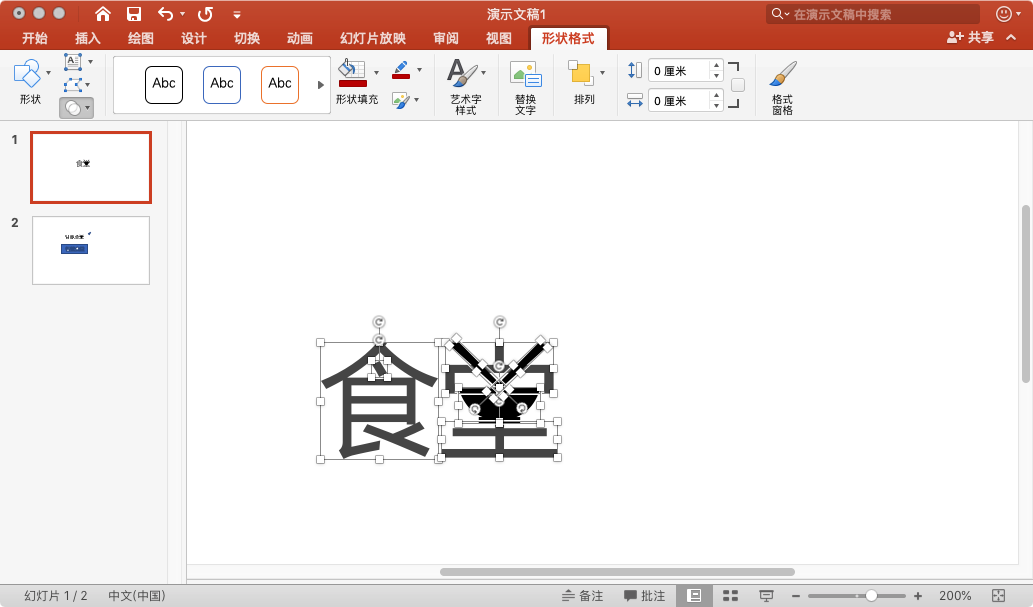 演示文稿1
在演示文稿中搜索
开始 插入 绘图 设计 切换 动画 幻灯片放映 审阅 视图 形状格式
共享
形状
Abc Abc Abc
形状填充
艺术字
样式
替换
文字
排列
0 厘米
0 厘米
格式
窗格
1
食堂
2
食堂
幻灯片 1 / 2 中文(中国)
备注 批注 200%